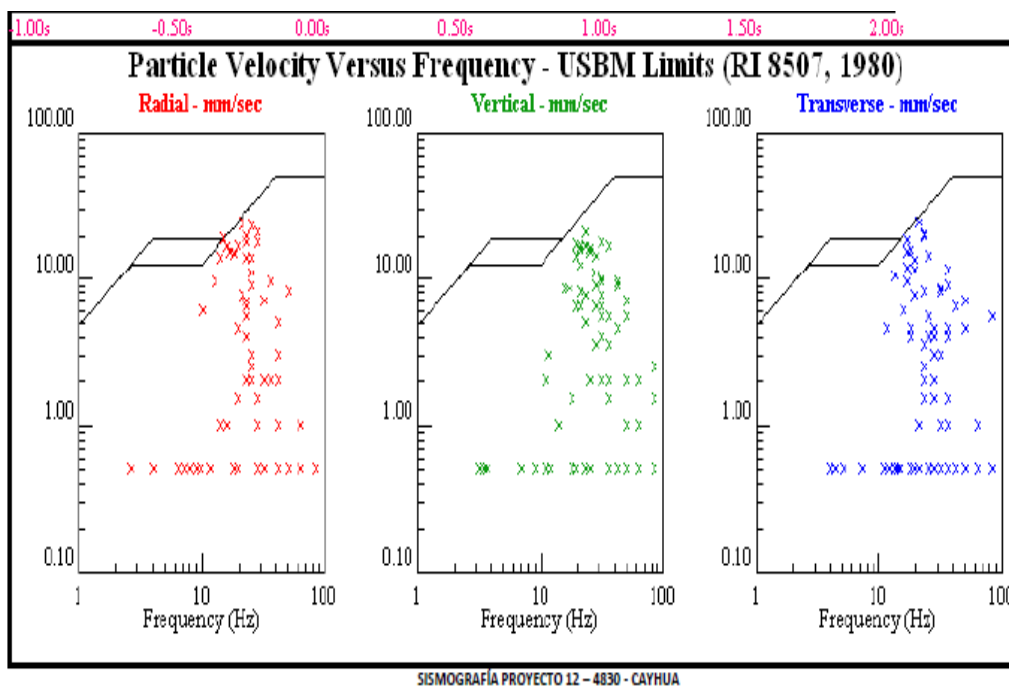 -1.00s -0.50s 0.00s 0.50s 1.00s 1.50s 2.00s
Particle Velocity Versus Frequency - USBM Limits (RI 8507, 1980)
Radial - mm/sec Vertical - mm/sec Transverse - mm/sec
100.00 100.00 100.00
10.00 10.00 10.00
1.00 1.00 1.00
0.10 0.10 0.10
1 10 100 1 10 100 1 10 100
Frequency (Hz) Frequency (Hz) Frequency (Hz)
SISMOGRAFÍA PROYECTO 12 – 4830 - CAYHUA